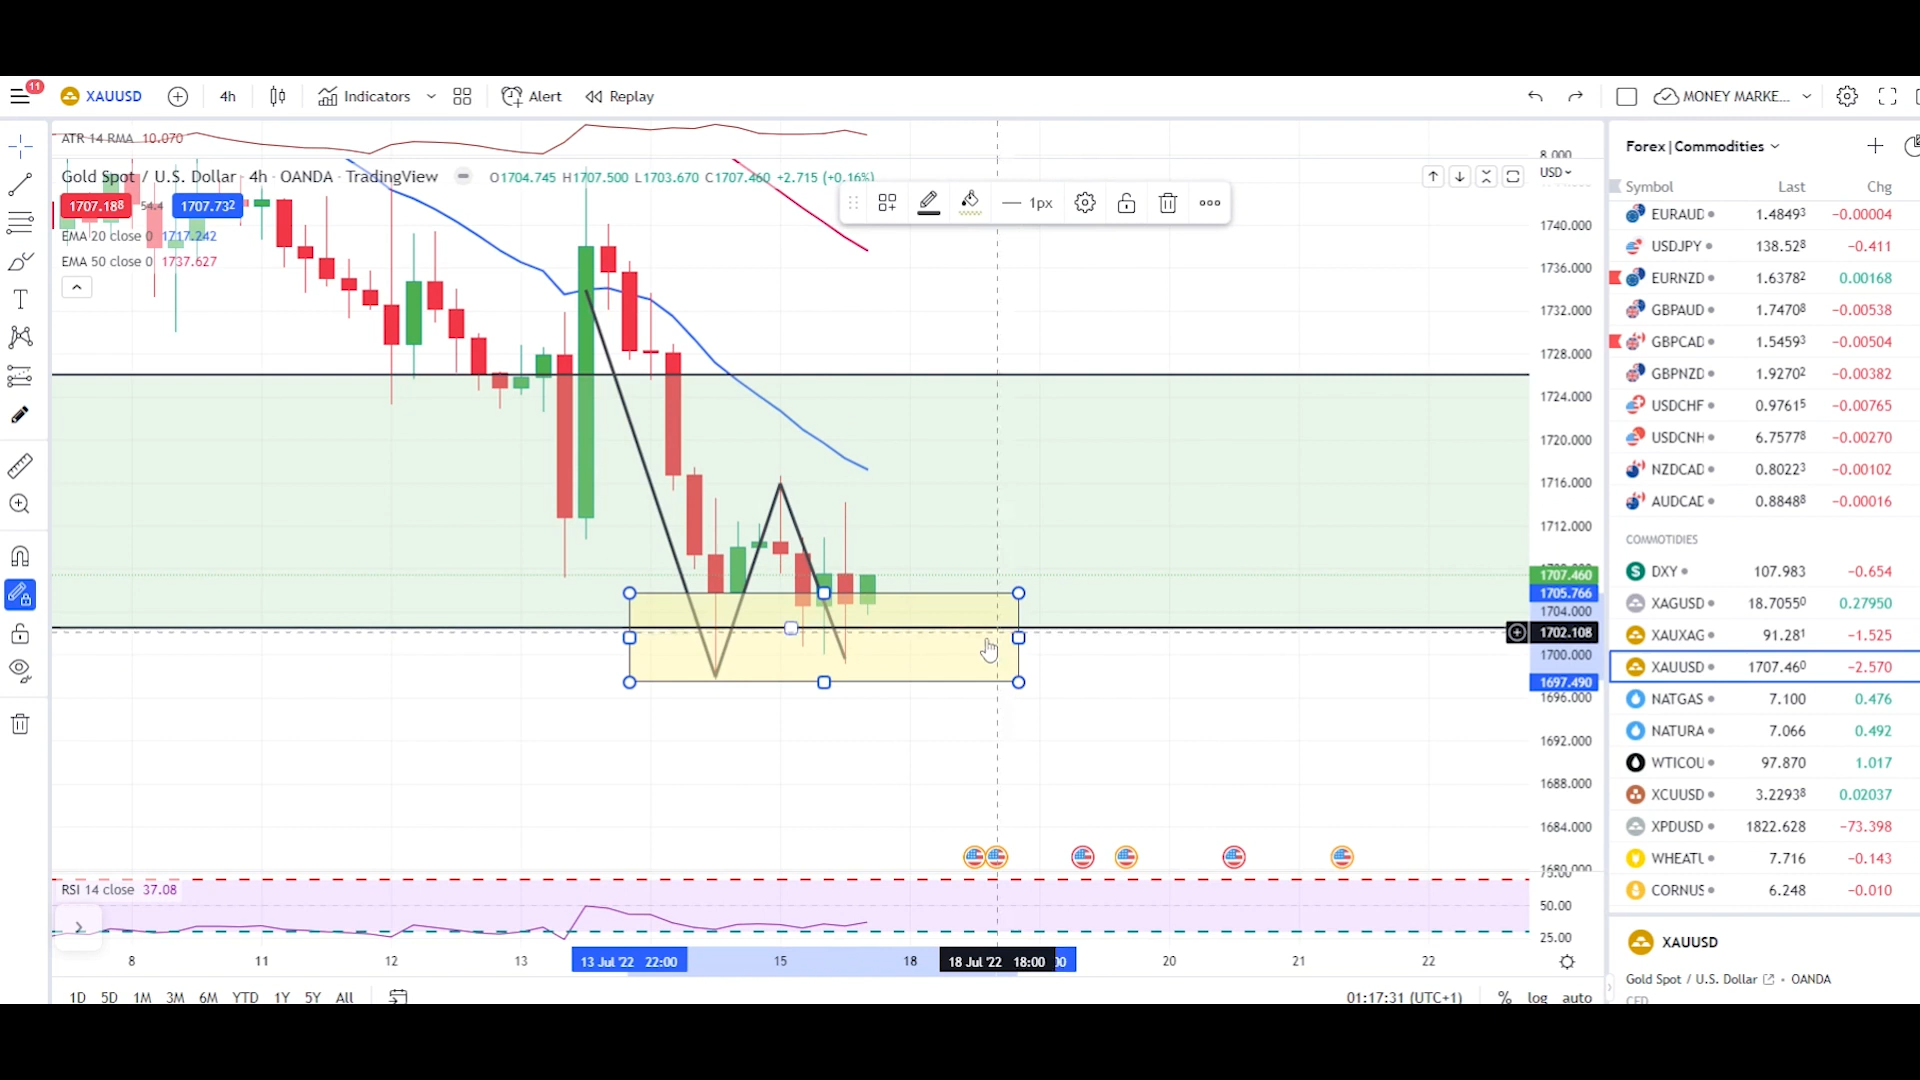 11
XAUUSD
4h
Indicators
Alert
Replay
MONEY MARKE...
ATR 14 RMA 10.070
Gold Spot / U.S. Dollar · 4h · OANDA · TradingView
O1704.745 H1707.500 L1703.670 C1707.460 +2.715 (+0.16%)
1707.188 54.4 1707.732
EMA 20 close 0 1717.242
EMA 50 close 0 1737.627
1px
8.000
USD
1740.000
1736.000
1732.000
1728.000
1724.000
1720.000
1716.000
1712.000
1707.460
1705.766
1704.000
1702.108
1700.000
1697.490
1696.000
1692.000
1688.000
1684.000
1680.000
RSI 14 close 37.08
75.00
50.00
25.00
8
11
12
13
13 Jul '22 22:00
15
18
18 Jul '22 18:00
20
21
22
1D 5D 1M 3M 6M YTD 1Y 5Y All
01:17:31 (UTC+1)
% log auto
Forex|Commodities
Symbol Last Chg
EURAUD 1.48493 −0.00004
USDJPY 138.528 −0.411
EURNZD 1.63782 0.00168
GBPAUD 1.74708 −0.00538
GBPCAD 1.54593 −0.00504
GBPNZD 1.92702 −0.00382
USDCHF 0.97615 −0.00765
USDCNH 6.75778 −0.00270
NZDCAD 0.80223 −0.00102
AUDCAD 0.88488 −0.00016
COMMOTIDIES
DXY 107.983 −0.654
XAGUSD 18.70550 0.27950
XAUXAG 91.281 −1.525
XAUUSD 1707.460 −2.570
NATGAS 7.100 0.476
NATURA 7.066 0.492
WTICOU 97.870 1.017
XCUUSD 3.22938 0.02037
XPDUSD 1822.628 −73.398
WHEATU 7.716 −0.143
CORNUS 6.248 −0.010
XAUUSD
Gold Spot / U.S. Dollar • OANDA
CFD